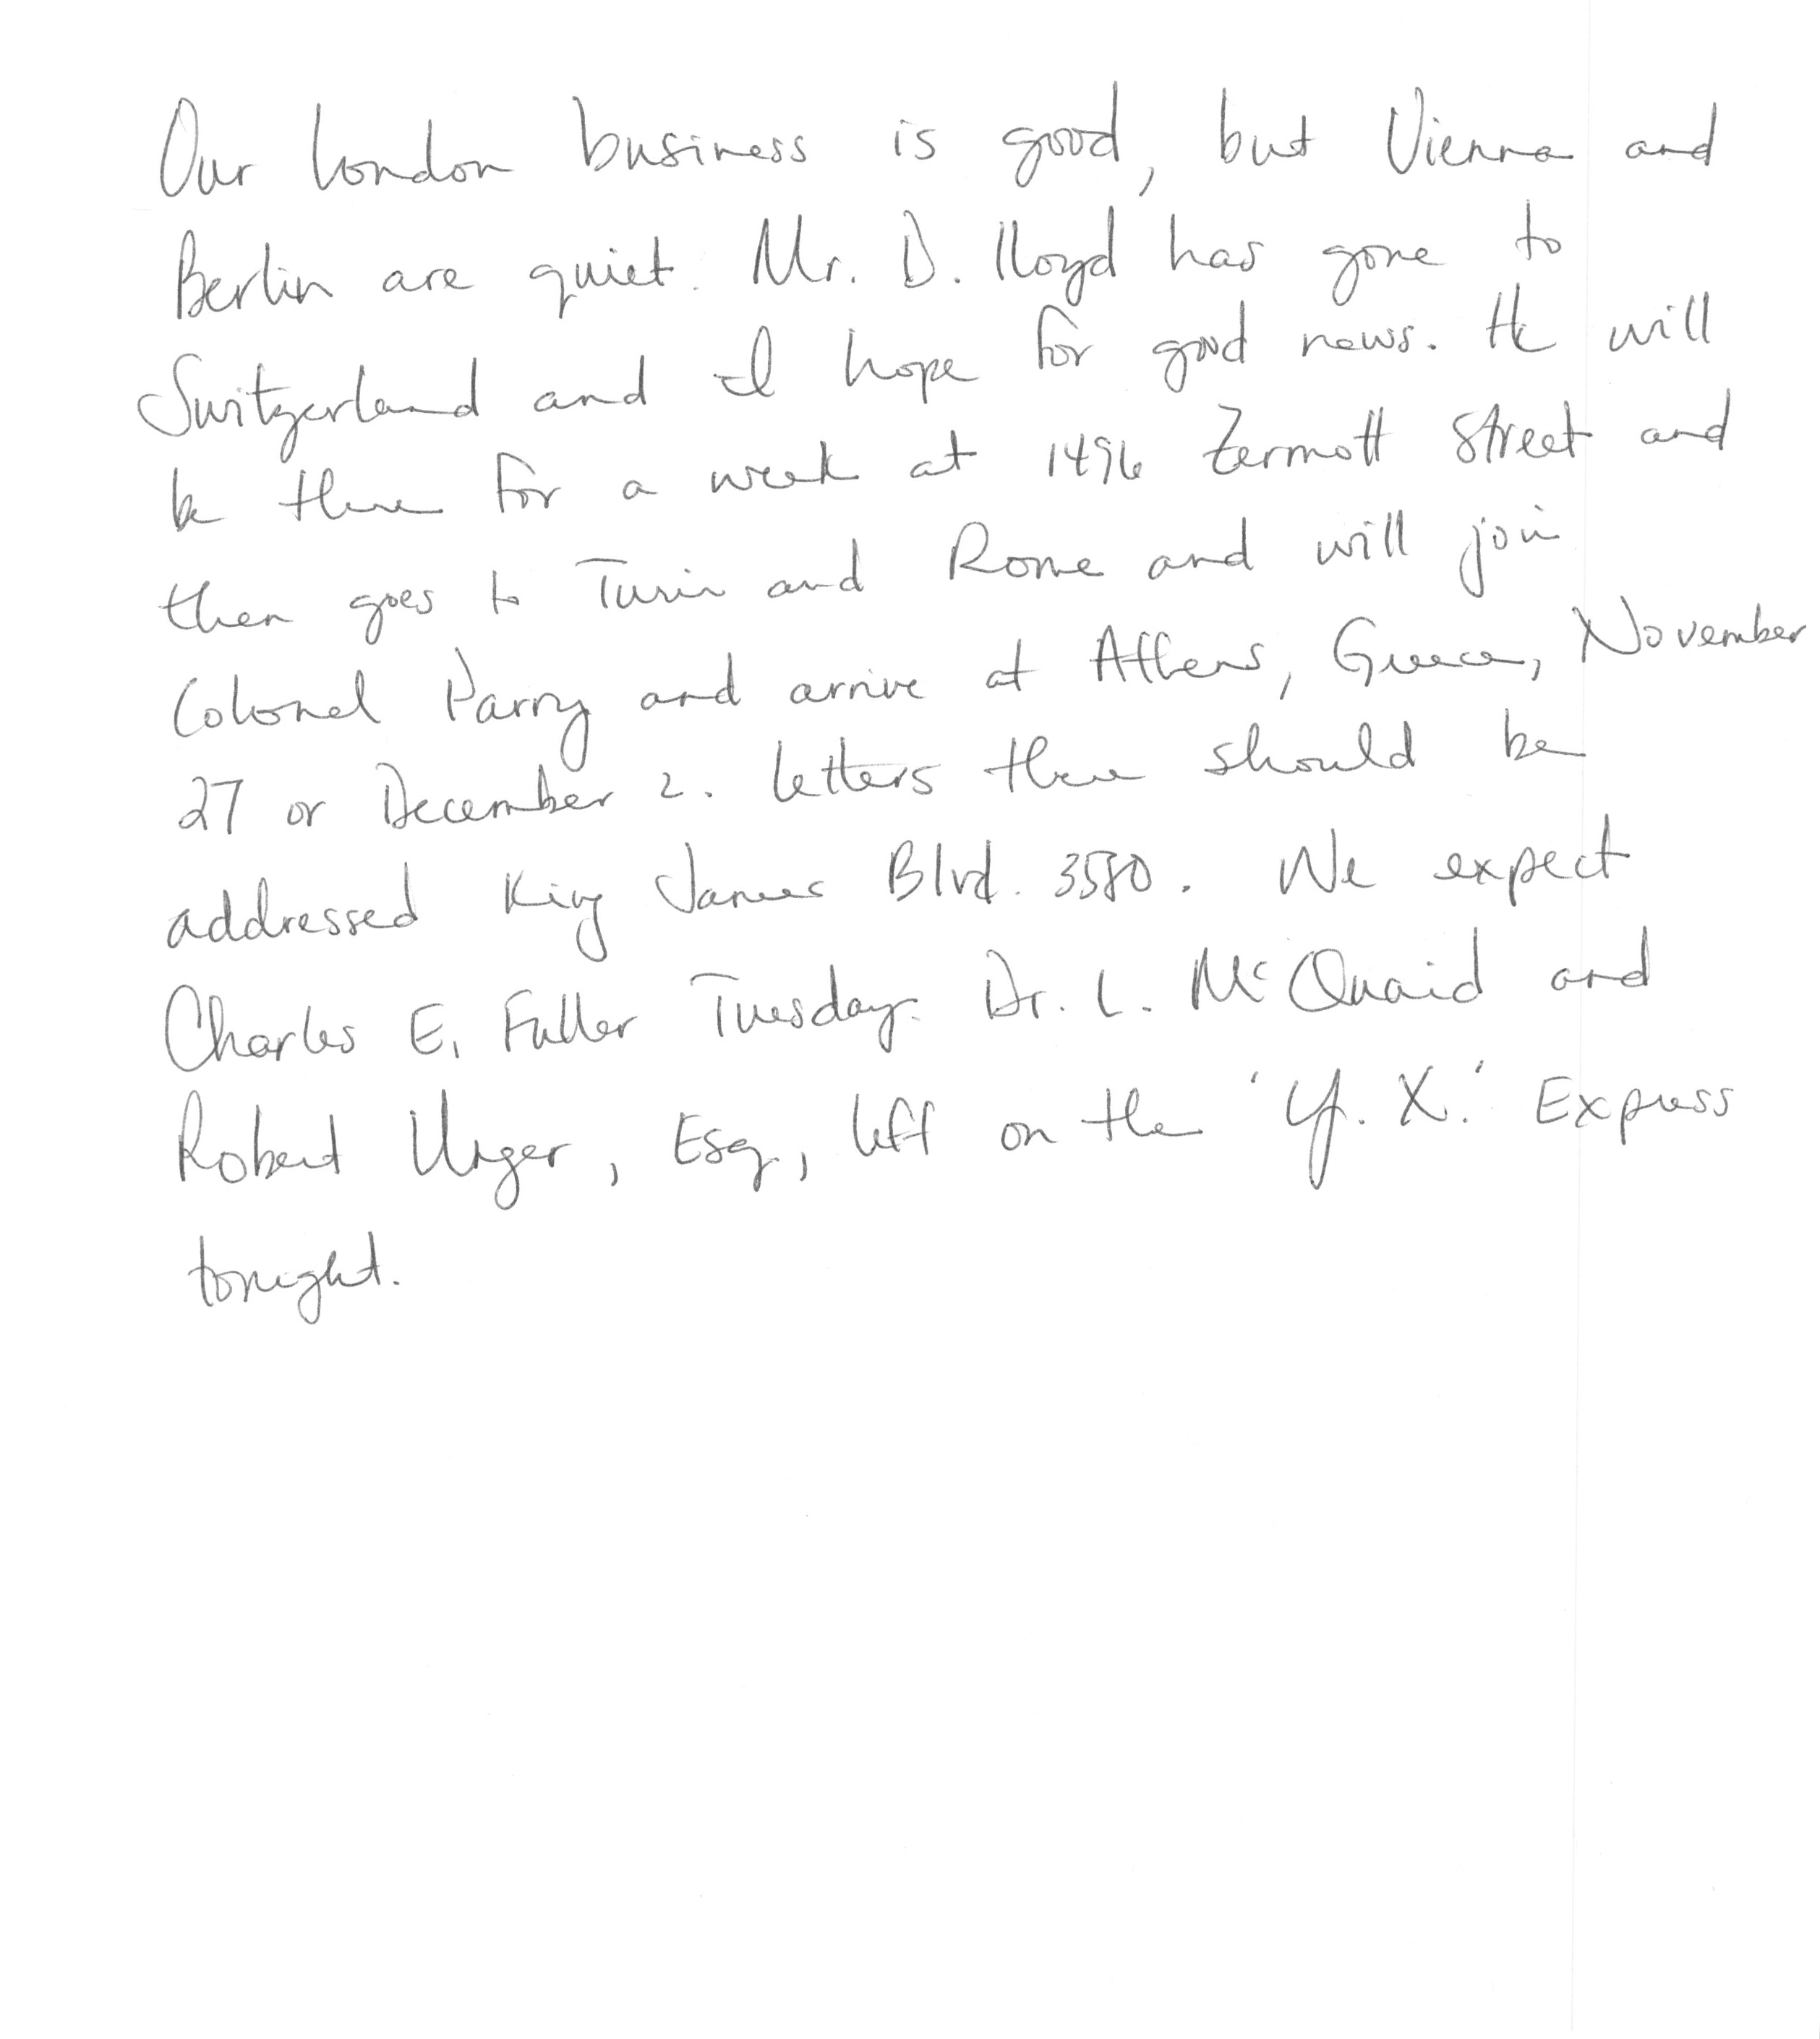 Our London business is good, but Vienna and
Berlin are quiet. Mr. D. Lloyd has gone to
Switzerland and I hope for good news. He will
be there for a week at 1496 Zermott Street and
then goes to Turin and Rome and will join
Colonel Parry and arrive at Athens, Greece, November
27 or December 2. Letters there should be
addressed King James Blvd. 3580. We expect
Charles E. Fuller Tuesday. Dr. L. McQuaid and
Robert Unger, Esq., left on the 'Y. X.' Express
tonight.